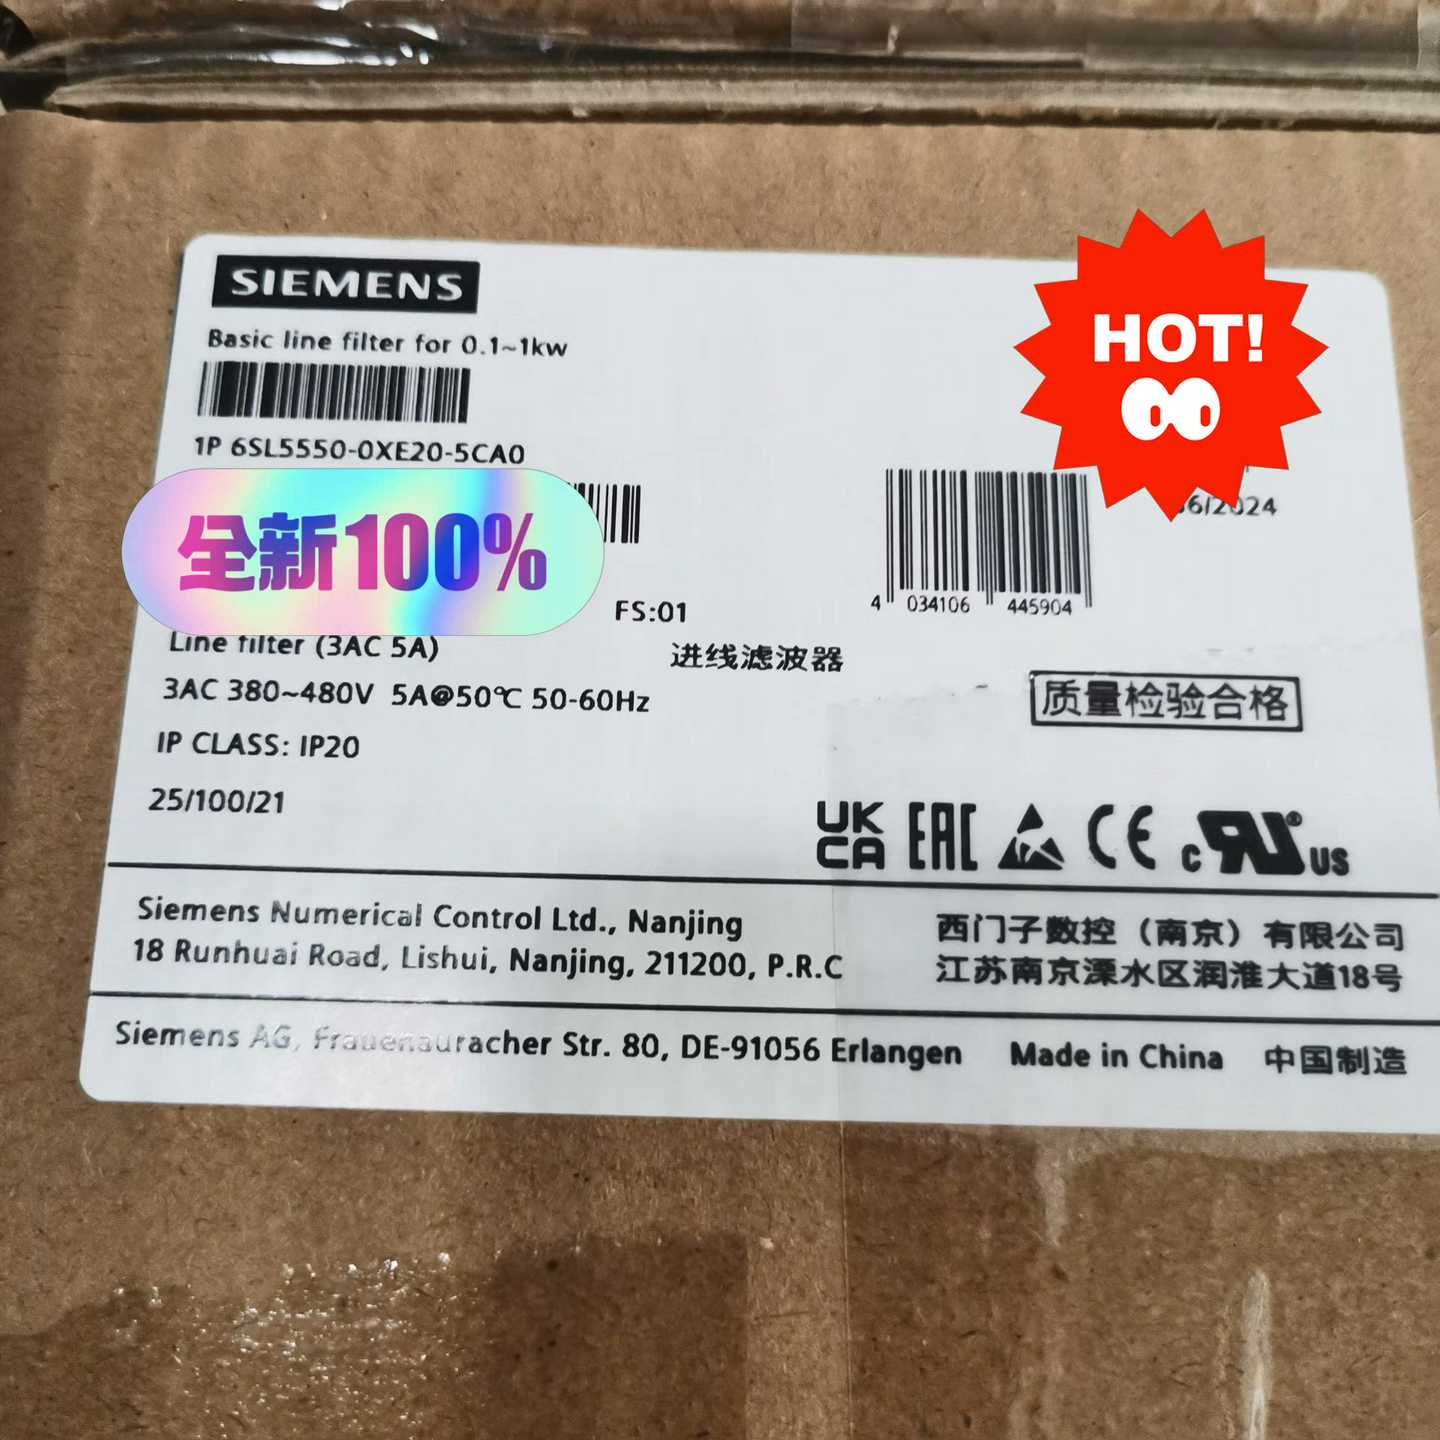 SIEMENS
Basic line filter for 0.1~1kw
1P 6SL5550-0XE20-5CA0
HOT!
全新100%
6/2024
FS:01
4 034106 445904
Line filter (3AC 5A)
进线滤波器
3AC 380~480V 5A@50℃ 50-60Hz
质量检验合格
IP CLASS: IP20
25/100/21
UK
CA
EAC
CE
c RU US
Siemens Numerical Control Ltd., Nanjing
18 Runhuai Road, Lishui, Nanjing, 211200, P.R.C
西门子数控（南京）有限公司
江苏南京溧水区润淮大道18号
Siemens AG, Frauenauracher Str. 80, DE-91056 Erlangen
Made in China 中国制造